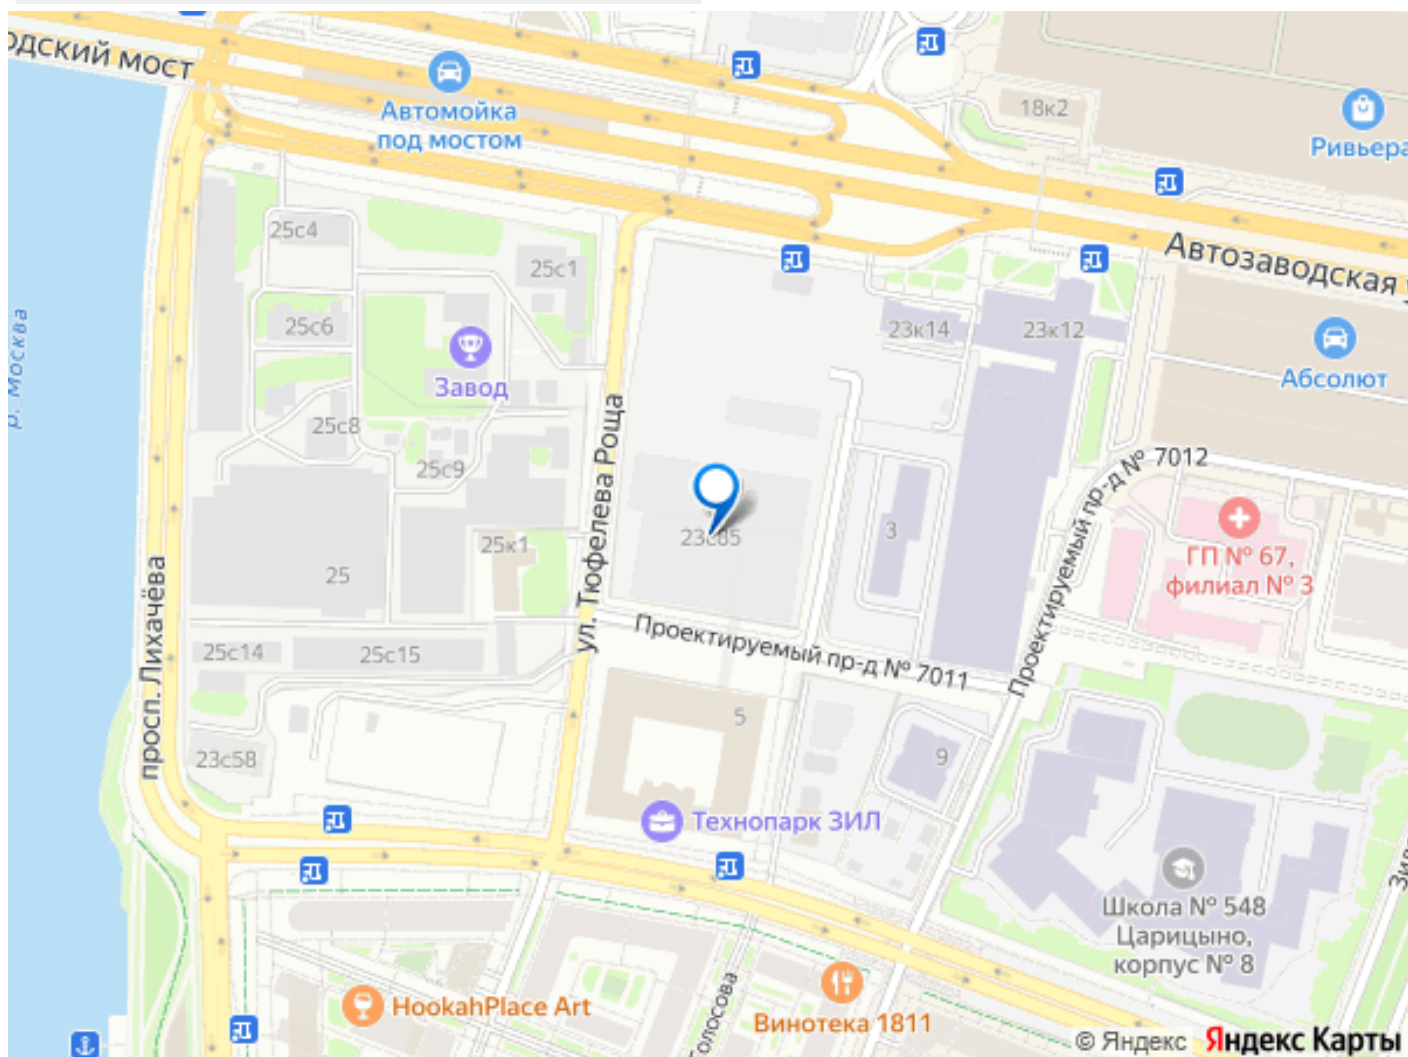 одский мост
Автомойка
под мостом
18к2
Ривьера
Автозаводская у
25с4
25с1
25с6
Завод
25с8
25с9
25к1
25
25с14
25с15
23с58
р. Москва
просп. Лихачёва
ул. Тюфелева Роща
23к14
23к12
Абсолют
23с85
3
Проектируемый пр-д № 7012
ГП № 67,
филиал № 3
Проектируемый пр-д № 7011
5
9
Технопарк ЗИЛ
Школа № 548
Царицыно,
корпус № 8
Зил
HookahPlace Art
Голосова
Винотека 1811
© Яндекс Яндекс Карты